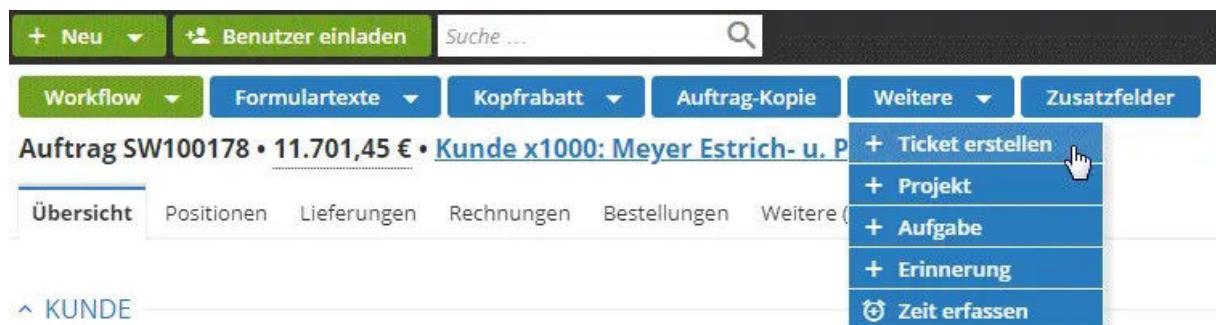 + Neu Benutzer einladen Suche ...
Workflow Formulartexte Kopfrabatt Auftrag-Kopie Weitere Zusatzfelder
Auftrag SW100178 • 11.701,45 € • Kunde x1000: Meyer Estrich- u. P
+ Ticket erstellen
+ Projekt
Übersicht Positionen Lieferungen Rechnungen Bestellungen Weitere (
+ Aufgabe
+ Erinnerung
KUNDE
Zeit erfassen